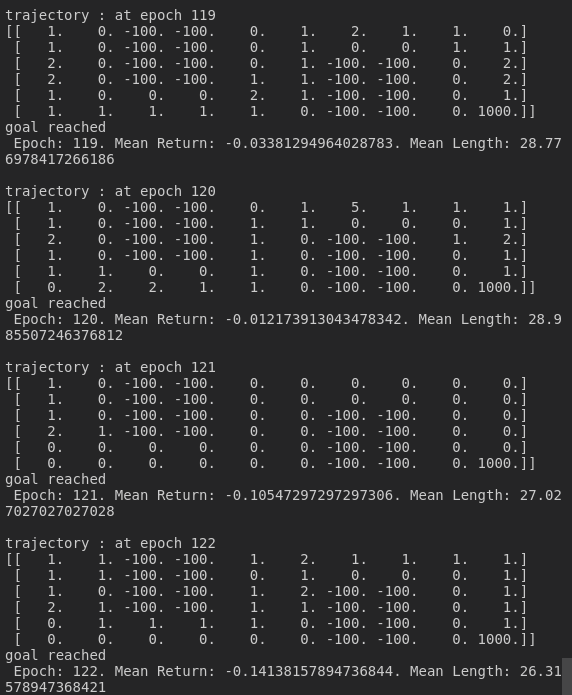 trajectory : at epoch 119
[[   1.    0. -100. -100.    0.    1.    2.    1.    1.    0.]
 [   1.    0. -100. -100.    0.    1.    0.    0.    1.    1.]
 [   2.    0. -100. -100.    0.    1. -100. -100.    0.    2.]
 [   2.    0. -100. -100.    1.    1. -100. -100.    0.    2.]
 [   1.    0.    0.    0.    2.    1. -100. -100.    0.    1.]
 [   1.    1.    1.    1.    1.    0. -100. -100.    0. 1000.]]
goal reached
 Epoch: 119. Mean Return: -0.03381294964028783. Mean Length: 28.77
6978417266186
trajectory : at epoch 120
[[   1.    0. -100. -100.    0.    1.    5.    1.    1.    1.]
 [   1.    0. -100. -100.    1.    1.    0.    0.    0.    1.]
 [   2.    0. -100. -100.    1.    0. -100. -100.    1.    2.]
 [   1.    0. -100. -100.    1.    0. -100. -100.    0.    1.]
 [   1.    1.    0.    0.    1.    0. -100. -100.    0.    1.]
 [   0.    2.    2.    1.    1.    0. -100. -100.    0. 1000.]]
goal reached
 Epoch: 120. Mean Return: -0.012173913043478342. Mean Length: 28.9
85507246376812
trajectory : at epoch 121
[[   1.    0. -100. -100.    0.    0.    0.    0.    0.    0.]
 [   1.    0. -100. -100.    0.    0.    0.    0.    0.    0.]
 [   1.    0. -100. -100.    0.    0. -100. -100.    0.    0.]
 [   2.    1. -100. -100.    0.    0. -100. -100.    0.    0.]
 [   0.    0.    0.    0.    0.    0. -100. -100.    0.    0.]
 [   0.    0.    0.    0.    0.    0. -100. -100.    0. 1000.]]
goal reached
 Epoch: 121. Mean Return: -0.10547297297297306. Mean Length: 27.02
7027027027028
trajectory : at epoch 122
[[   1.    1. -100. -100.    1.    2.    1.    1.    1.    1.]
 [   1.    1. -100. -100.    0.    1.    0.    0.    0.    1.]
 [   1.    0. -100. -100.    1.    2. -100. -100.    0.    1.]
 [   2.    1. -100. -100.    1.    1. -100. -100.    0.    1.]
 [   0.    1.    1.    1.    1.    0. -100. -100.    0.    1.]
 [   0.    0.    0.    0.    0.    0. -100. -100.    0. 1000.]]
goal reached
 Epoch: 122. Mean Return: -0.14138157894736844. Mean Length: 26.31
578947368421